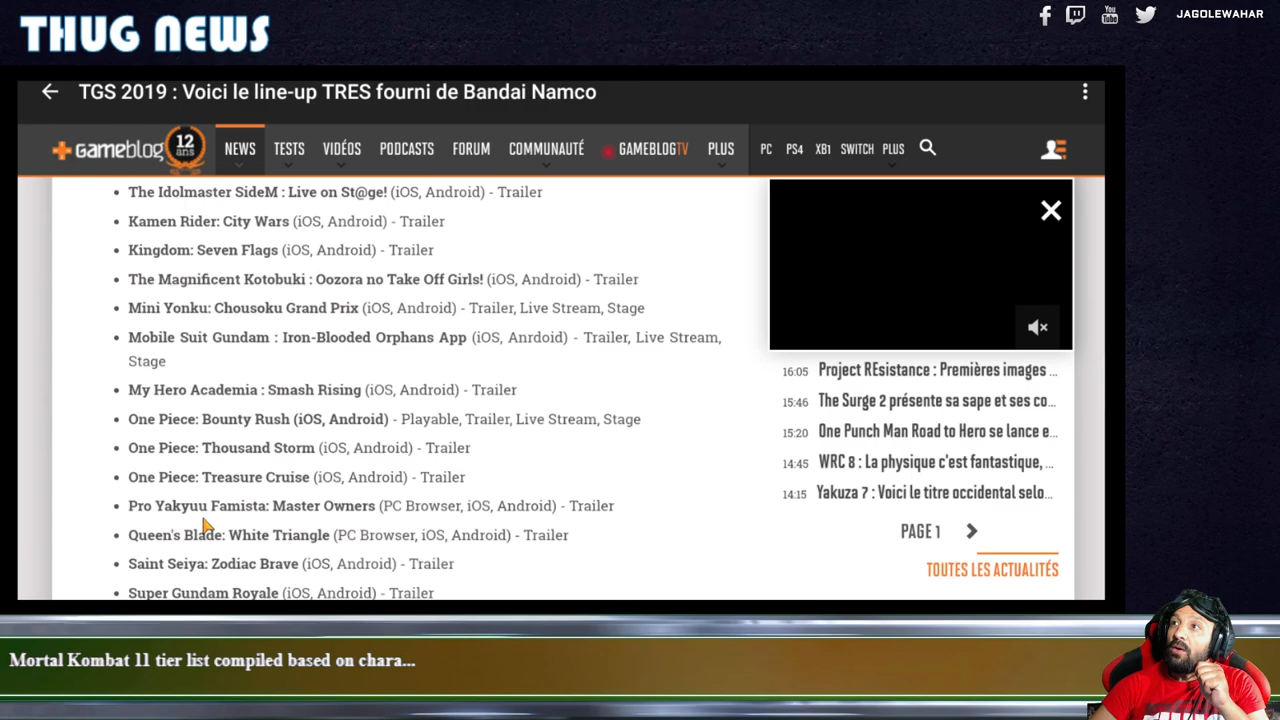 THUG NEWS
JAGOLEWAHAR
TGS 2019 : Voici le line-up TRES fourni de Bandai Namco
gameblog 12 ans
NEWS TESTS VIDÉOS PODCASTS FORUM COMMUNAUTÉ GAMEBLOGTV PLUS PC PS4 XB1 SWITCH PLUS
The Idolmaster SideM : Live on St@ge! (iOS, Android) - Trailer
Kamen Rider: City Wars (iOS, Android) - Trailer
Kingdom: Seven Flags (iOS, Android) - Trailer
The Magnificent Kotobuki : Oozora no Take Off Girls! (iOS, Android) - Trailer
Mini Yonku: Chousoku Grand Prix (iOS, Android) - Trailer, Live Stream, Stage
Mobile Suit Gundam : Iron-Blooded Orphans App (iOS, Anrdoid) - Trailer, Live Stream,
Stage
My Hero Academia : Smash Rising (iOS, Android) - Trailer
One Piece: Bounty Rush (iOS, Android) - Playable, Trailer, Live Stream, Stage
One Piece: Thousand Storm (iOS, Android) - Trailer
One Piece: Treasure Cruise (iOS, Android) - Trailer
Pro Yakyuu Famista: Master Owners (PC Browser, iOS, Android) - Trailer
Queen's Blade: White Triangle (PC Browser, iOS, Android) - Trailer
Saint Seiya: Zodiac Brave (iOS, Android) - Trailer
Super Gundam Royale (iOS, Android) - Trailer
16:05 Project REsistance : Premières images ...
15:46 The Surge 2 présente sa sape et ses co...
15:20 One Punch Man Road to Hero se lance e...
14:45 WRC 8 : La physique c'est fantastique, ...
14:15 Yakuza 7 : Voici le titre occidental selo...
PAGE 1
TOUTES LES ACTUALITÉS
Mortal Kombat 11 tier list compiled based on chara...